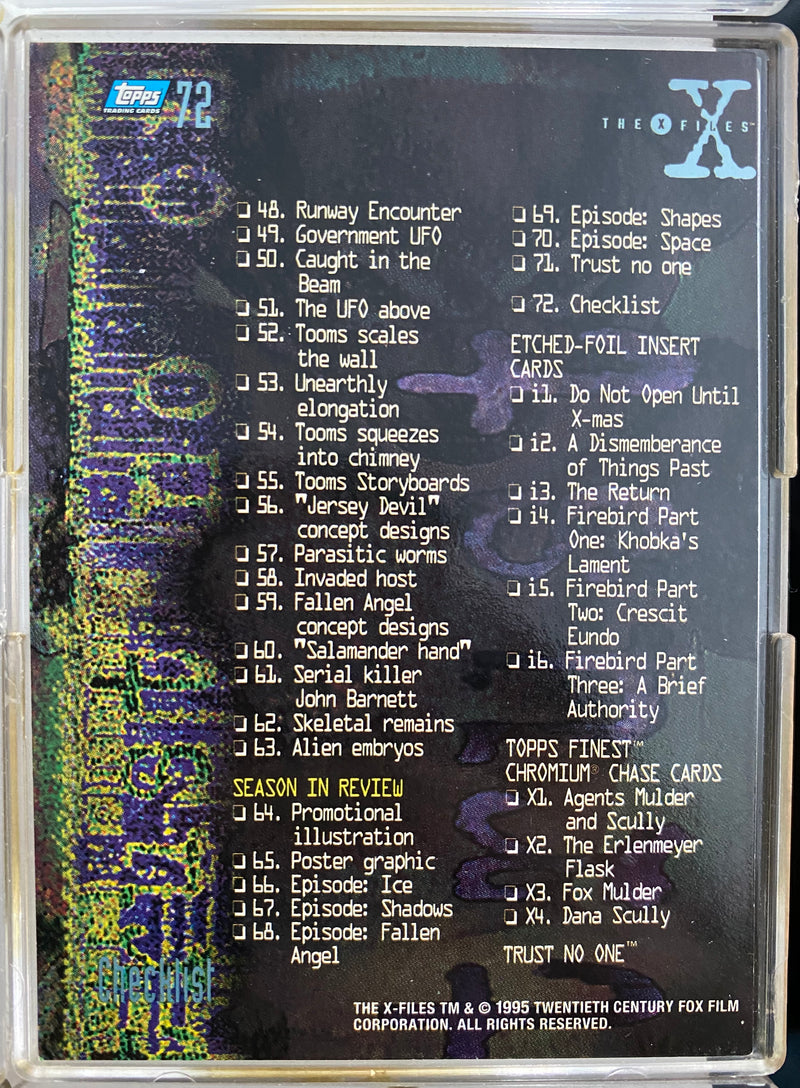 Topps
TRADING CARDS
72
THE X FILES™
❏ 48. Runway Encounter
❏ 49. Government UFO
❏ 50. Caught in the
Beam
❏ 51. The UFO above
❏ 52. Tooms scales
the wall
❏ 53. Unearthly
elongation
❏ 54. Tooms squeezes
into chimney
❏ 55. Tooms Storyboards
❏ 56. "Jersey Devil"
concept designs
❏ 57. Parasitic worms
❏ 58. Invaded host
❏ 59. Fallen Angel
concept designs
❏ 60. "Salamander hand"
❏ 61. Serial killer
John Barnett
❏ 62. Skeletal remains
❏ 63. Alien embryos
SEASON IN REVIEW
❏ 64. Promotional
illustration
❏ 65. Poster graphic
❏ 66. Episode: Ice
❏ 67. Episode: Shadows
❏ 68. Episode: Fallen
Angel
❏ 69. Episode: Shapes
❏ 70. Episode: Space
❏ 71. Trust no one
❏ 72. Checklist
ETCHED-FOIL INSERT
CARDS
❏ i1. Do Not Open Until
X-mas
❏ i2. A Dismemberance
of Things Past
❏ i3. The Return
❏ i4. Firebird Part
One: Khobka's
Lament
❏ i5. Firebird Part
Two: Crescit
Eundo
❏ i6. Firebird Part
Three: A Brief
Authority
TOPPS FINEST™
CHROMIUM® CHASE CARDS
❏ X1. Agents Mulder
and Scully
❏ X2. The Erlenmeyer
Flask
❏ X3. Fox Mulder
❏ X4. Dana Scully
TRUST NO ONE™
Checklist
THE X-FILES TM & © 1995 TWENTIETH CENTURY FOX FILM
CORPORATION. ALL RIGHTS RESERVED.